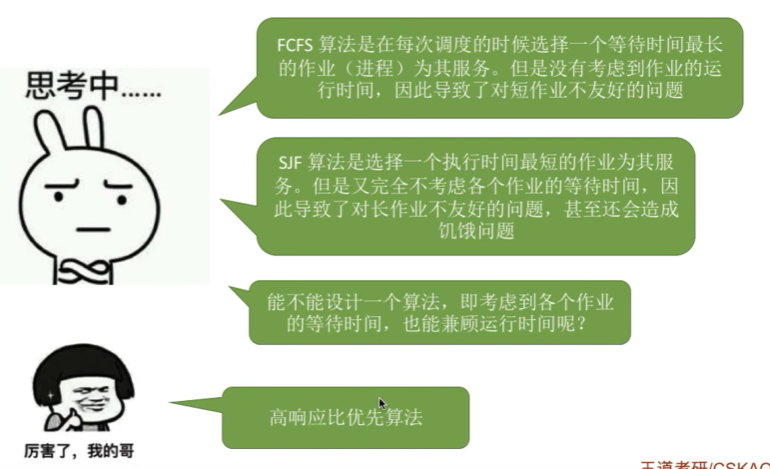 思考中......
FCFS 算法是在每次调度的时候选择一个等待时间最长
的作业（进程）为其服务。但是没有考虑到作业的运
行时间，因此导致了对短作业不友好的问题
SJF 算法是选择一个执行时间最短的作业为其服
务。但是又完全不考虑各个作业的等待时间，因
此导致了对长作业不友好的问题，甚至还会造成
饥饿问题
能不能设计一个算法，即考虑到各个作业
的等待时间，也能兼顾运行时间呢？
高响应比优先算法
厉害了，我的哥
王道考研/CSKAO